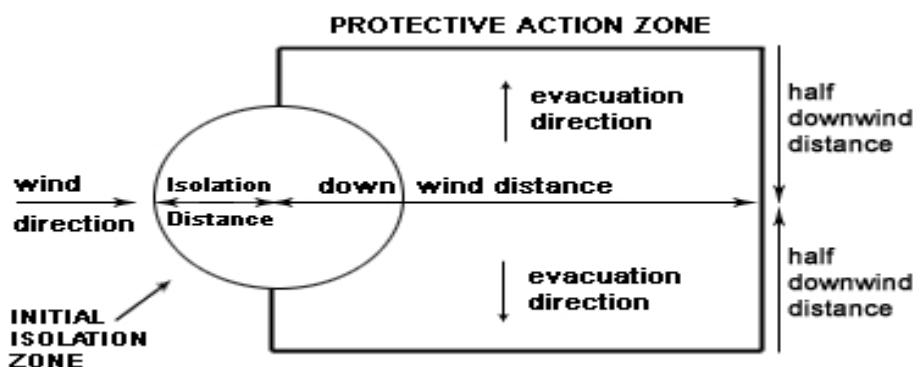 PROTECTIVE ACTION ZONE
evacuation
direction
half
downwind
distance
wind
direction
Isolation
Distance
down wind distance
evacuation
direction
half
downwind
distance
INITIAL
ISOLATION
ZONE